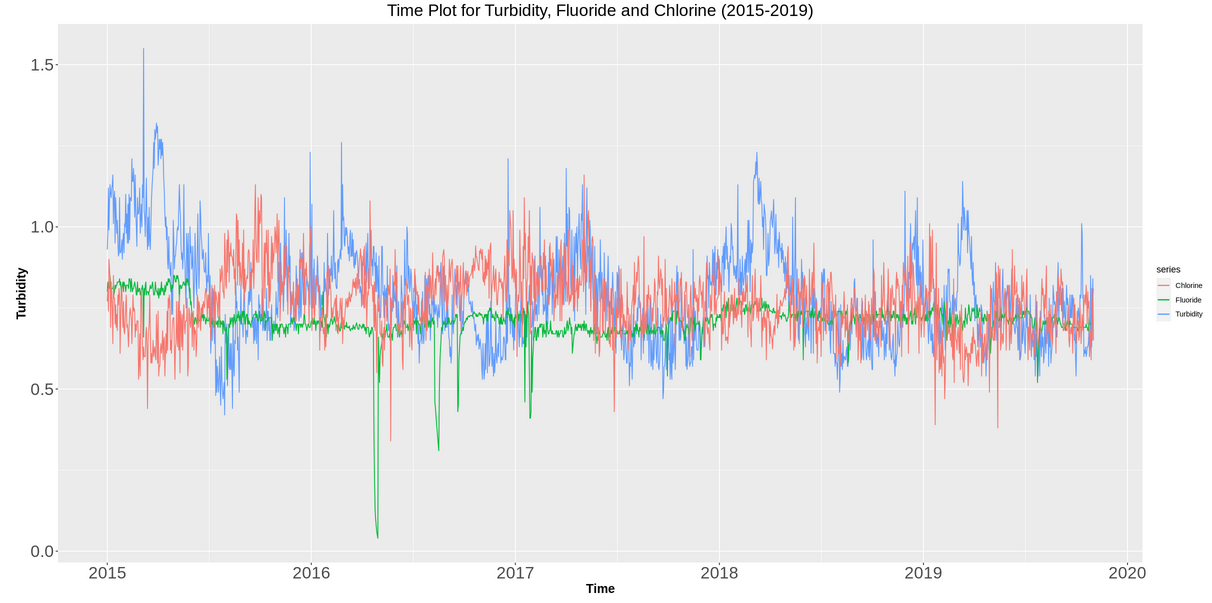 Time Plot for Turbidity, Fluoride and Chlorine (2015-2019)
1.5
1.0
0.5
0.0
Turbidity
2015 2016 2017 2018 2019 2020
Time
series
Chlorine
Fluoride
Turbidity